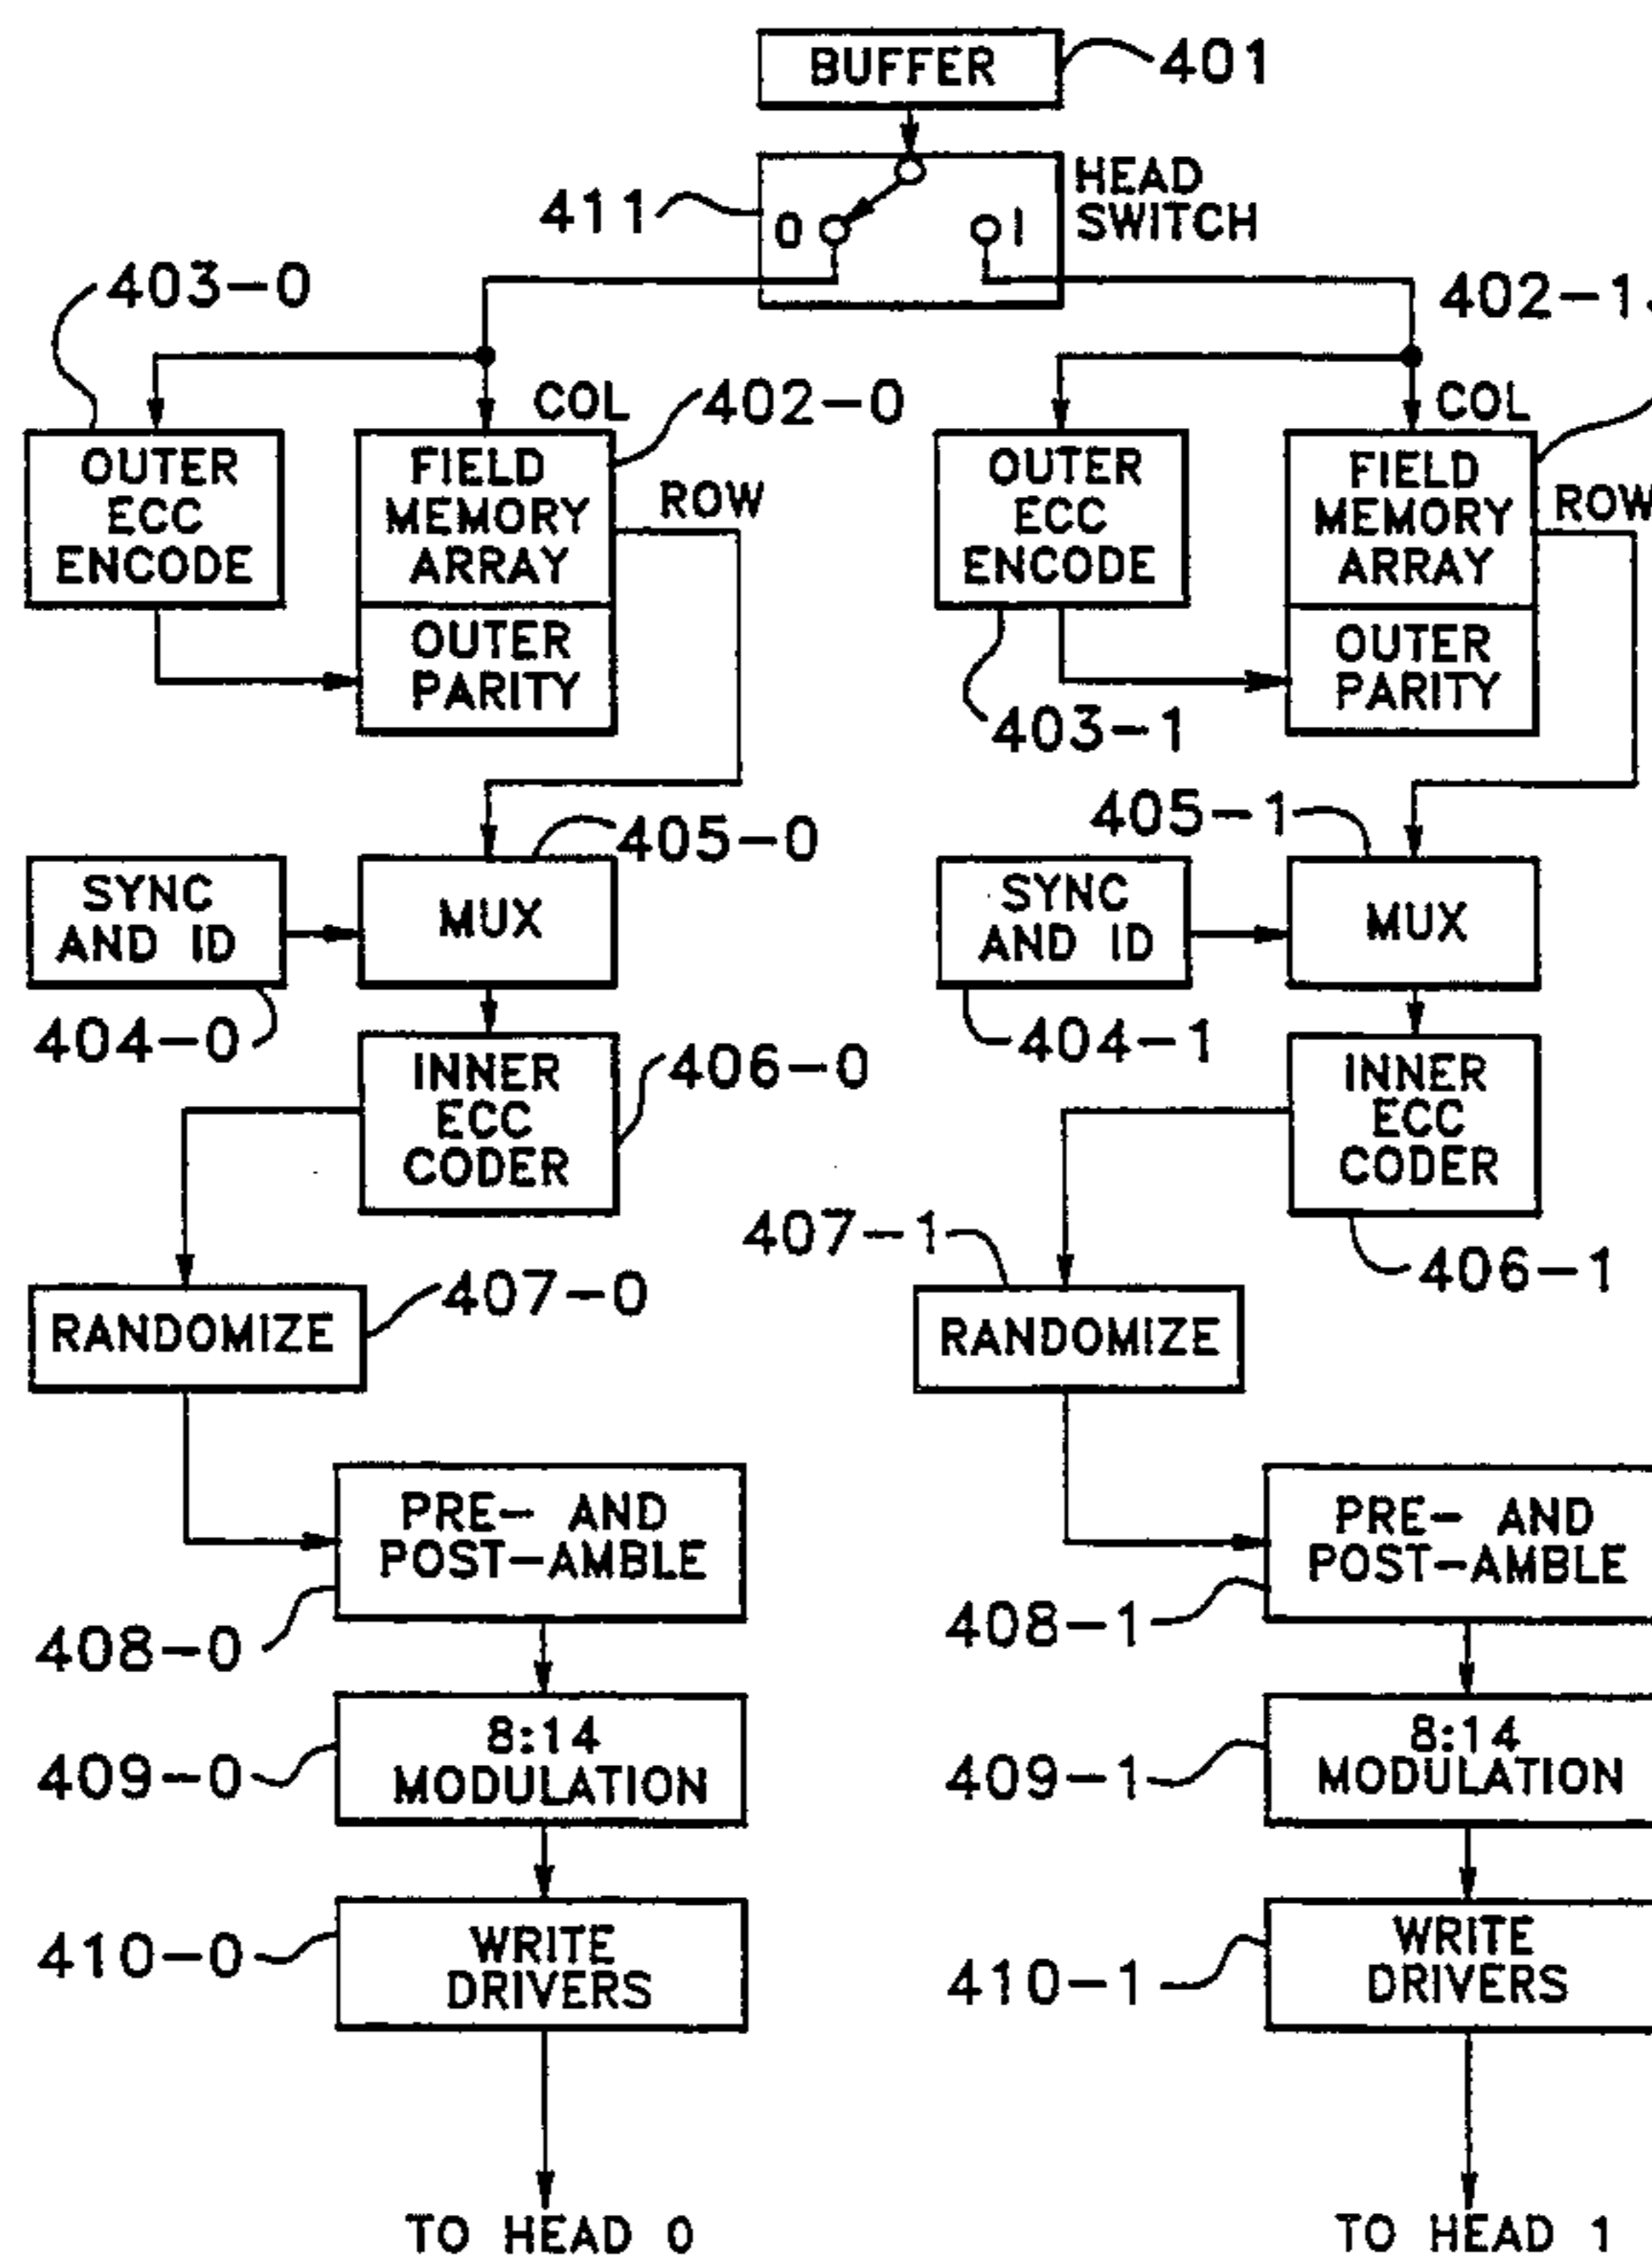 BUFFER
401
411
0
1
HEAD
SWITCH
403-0
402-1
COL
402-0
COL
OUTER
ECC
ENCODE
FIELD
MEMORY
ARRAY
ROW
OUTER
ECC
ENCODE
FIELD
MEMORY
ARRAY
ROW
OUTER
PARITY
OUTER
PARITY
403-1
405-0
405-1
SYNC
AND ID
MUX
SYNC
AND ID
MUX
404-0
404-1
INNER
ECC
CODER
406-0
INNER
ECC
CODER
407-1
406-1
407-0
RANDOMIZE
RANDOMIZE
PRE- AND
POST-AMBLE
PRE- AND
POST-AMBLE
408-0
408-1
8:14
MODULATION
8:14
MODULATION
409-0
409-1
WRITE
DRIVERS
WRITE
DRIVERS
410-0
410-1
TO HEAD 0
TO HEAD 1